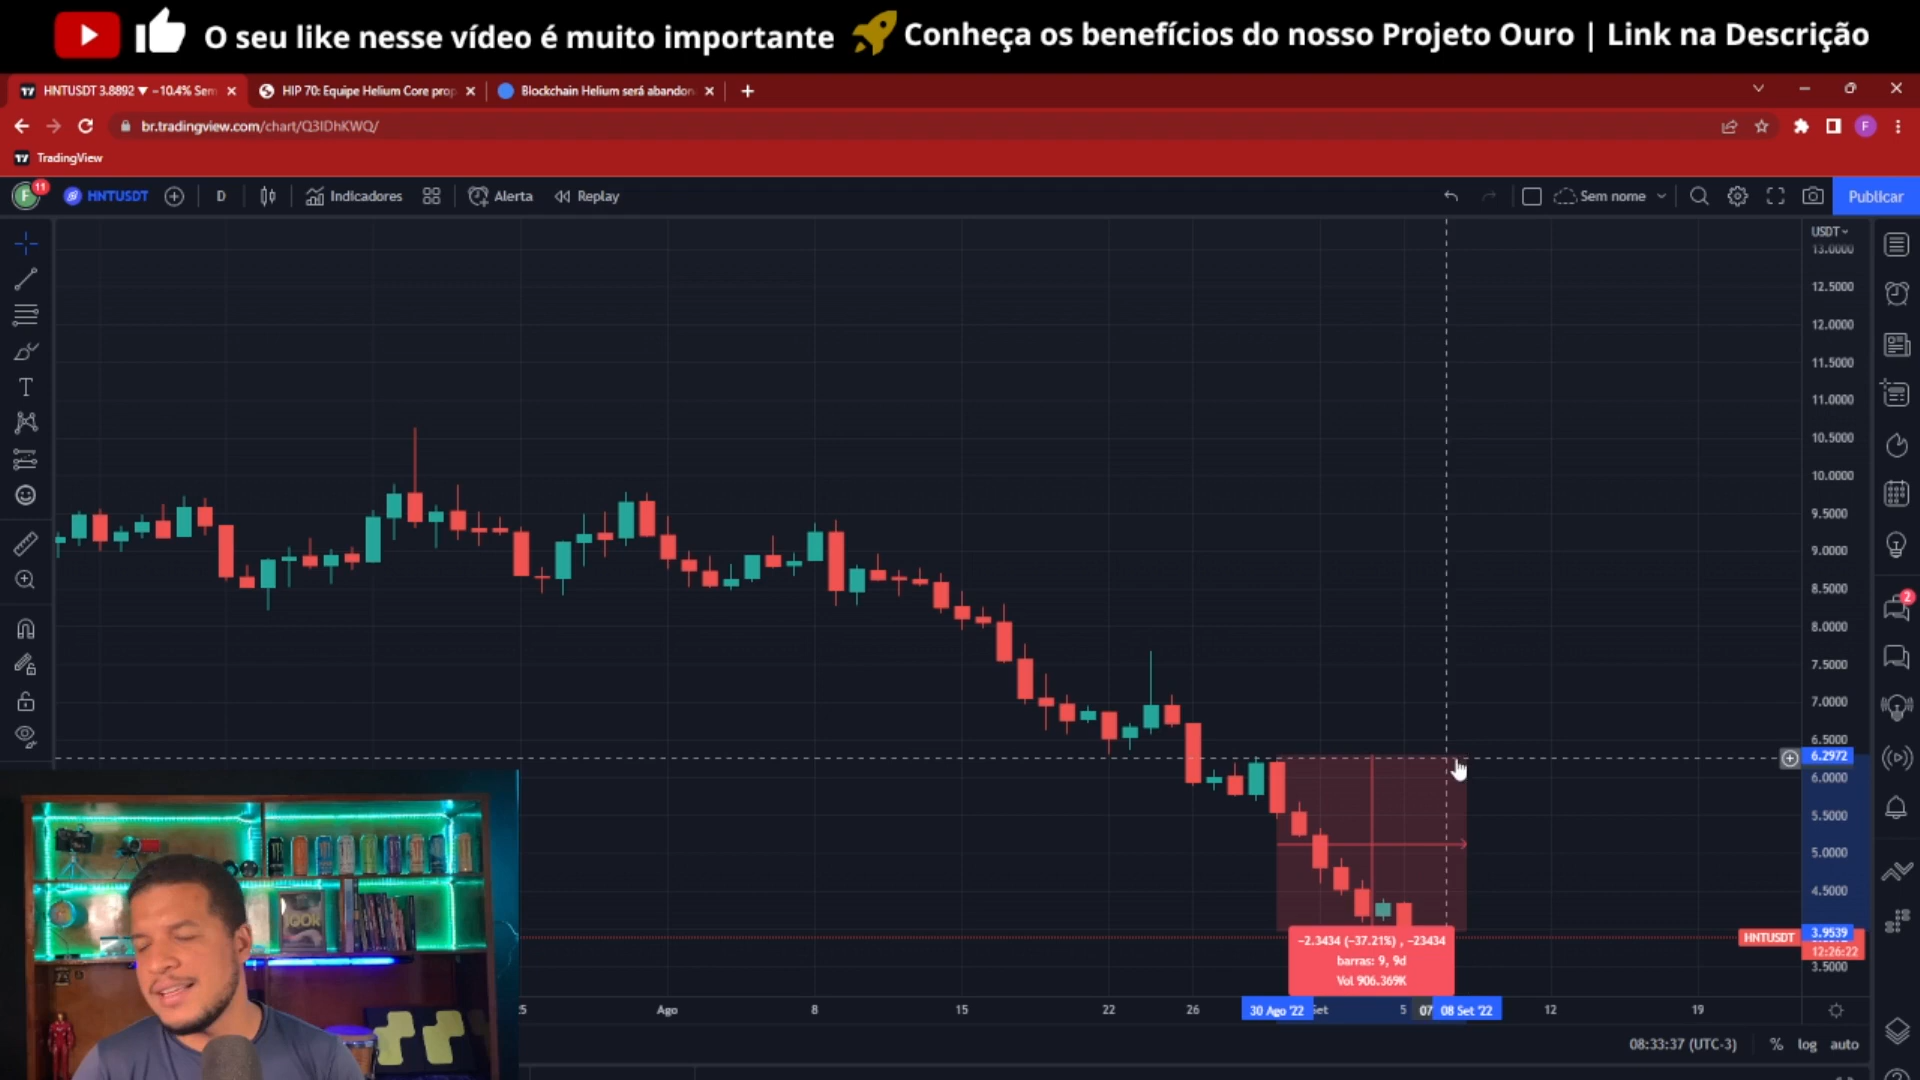 O seu like nesse vídeo é muito importante
Conheça os benefícios do nosso Projeto Ouro | Link na Descrição
HNTUSDT 3.8892 ▼ −10.4% Sem
HIP 70: Equipe Helium Core prop
Blockchain Helium será abandon
br.tradingview.com/chart/Q3IDhKWQ/
F
TradingView
F
11
HNTUSDT
D
Indicadores
Alerta
Replay
Sem nome
Publicar
USDT
13.0000
12.5000
12.0000
11.5000
11.0000
10.5000
10.0000
9.5000
9.0000
8.5000
8.0000
7.5000
7.0000
6.5000
6.2972
6.0000
5.5000
5.0000
4.5000
HNTUSDT
3.9539
12:26:22
3.5000
2
−2.3434 (−37.21%) , −23434
barras: 9, 9d
Vol 906.369K
Ago
8
15
22
26
30 Ago '22
5
07
08 Set '22
12
19
08:33:37 (UTC-3)
%
log
auto